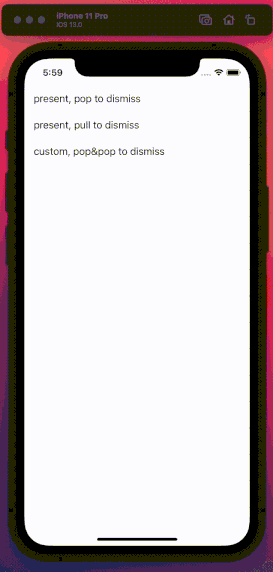 iPhone 11 Pro
iOS 15.0
5:59
present, pop to dismiss
present, pull to dismiss
custom, pop&pop to dismiss